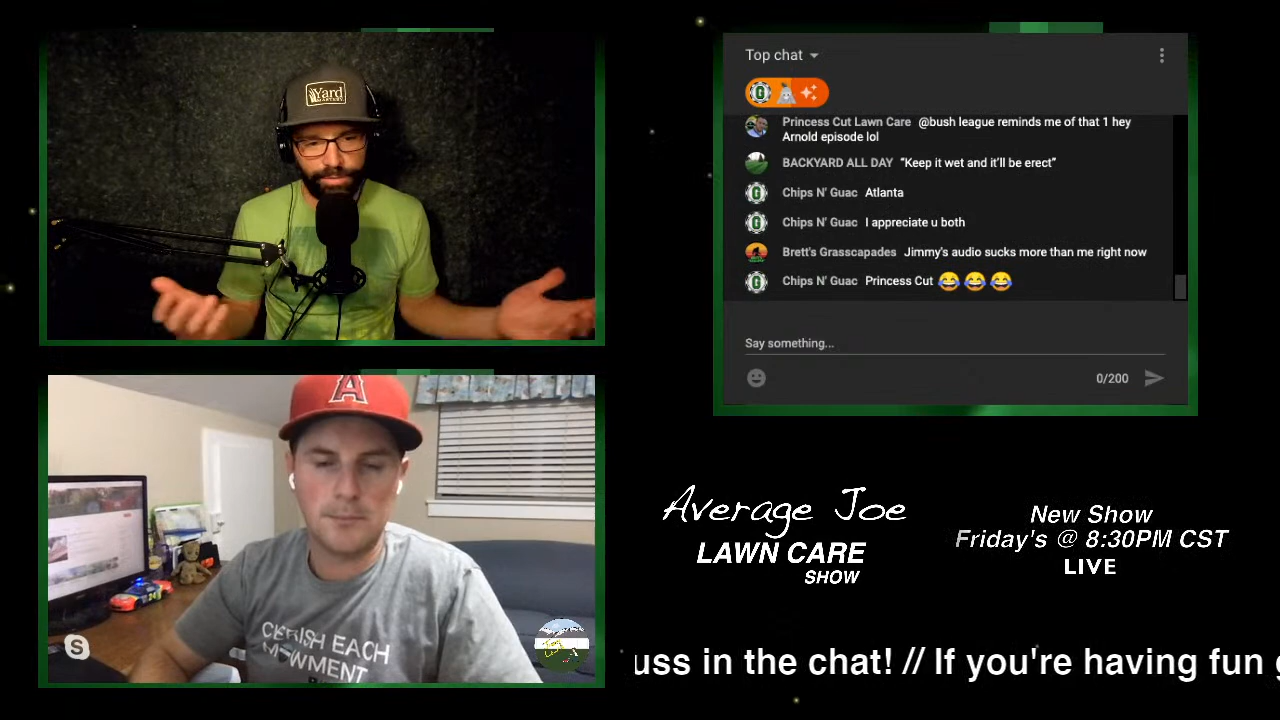 Yard
A
CHERISH EACH
MOWMENT
S
Top chat
G
Princess Cut Lawn Care @bush league reminds me of that 1 hey
Arnold episode lol
BACKYARD ALL DAY “Keep it wet and it'll be erect”
G Chips N' Guac Atlanta
G Chips N' Guac I appreciate u both
Brett's Grasscapades Jimmy's audio sucks more than me right now
G Chips N' Guac Princess Cut 😂 😂 😂
Say something...
0/200
Average Joe
LAWN CARE
SHOW
New Show
Friday's @ 8:30PM CST
LIVE
uss in the chat! // If you're having fun